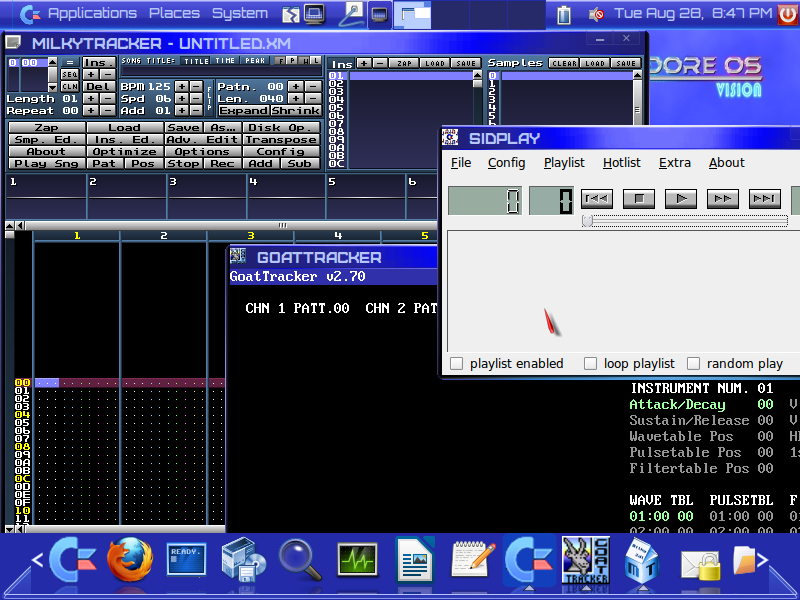 Applications Places System
Tue Aug 28, 8:47 PM
MILKYTRACKER - UNTITLED.XM
DORE OS
VISION
0 00
= Ins.
SEQ + -
CLN Del
Length 01 + -
Repeat 00 + -
SONG TITLE: TITLE TIME PEAK F P H L
BPM 125 + -
Spd 06 + -
Add 01 + -
FLIP
Patn. 00 + -
Len. 040 + -
Expand Shrink
Ins + - ZAP LOAD SAVE
01
02
03
04
05
06
07
08
09
0A
0B
0C
Samples CLEAR LOAD SAVE
0
1
2
3
4
5
6
Zap Load Save As... Disk Op.
Smp. Ed. Ins. Ed. Adv. Edit Transpose
About Optimize Options Config
Play Sng Pat Pos Stop Rec Add Sub
1 2 3 4 5 6
1 2 3 4 5
00
01
02
03
04
05
06
07
08
09
0A
0B
0C
0D
0E
0F
10
11
SIDPLAY
File Config Playlist Hotlist Extra About
0 0
playlist enabled loop playlist random play
GOATTRACKER
GoatTracker v2.70
CHN 1 PATT.00 CHN 2 PAT
INSTRUMENT NUM. 01
Attack/Decay 00 V
Sustain/Release 00 V
Wavetable Pos 00
Pulsetable Pos 00 1s
Filtertable Pos 00
WAVE TBL PULSETBL F
01:00 00 01:00 00 0
02:00 00 02:00 00 0
READY.
GOAT
TRACKER